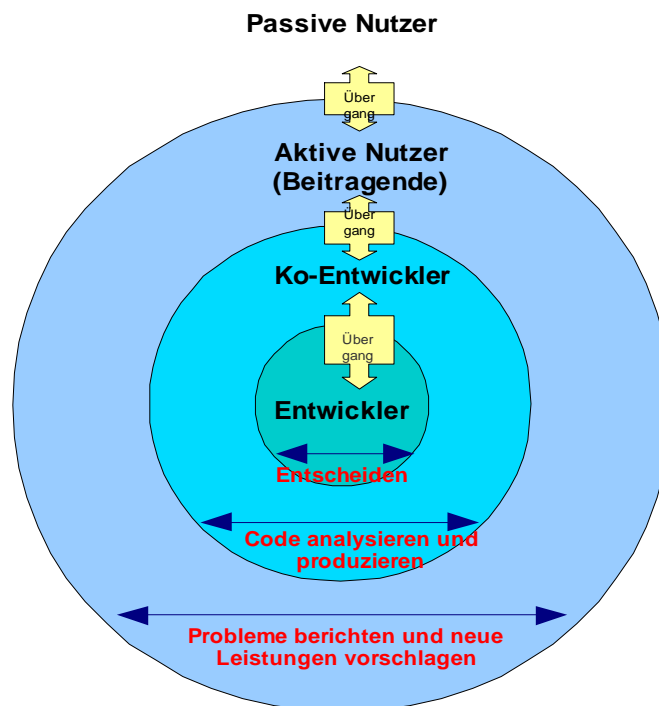 Passive Nutzer
Über
gang
Aktive Nutzer
(Beitragende)
Über
gang
Ko-Entwickler
Über
gang
Entwickler
Entscheiden
Code analysieren und
produzieren
Probleme berichten und neue
Leistungen vorschlagen